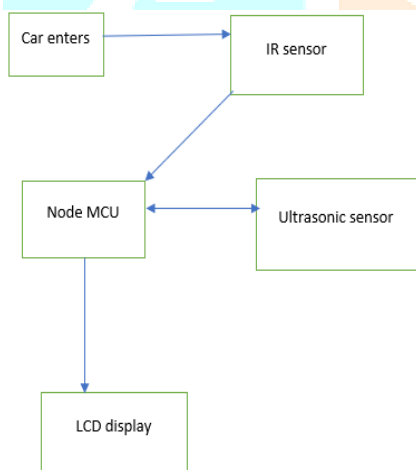 Car enters
IR sensor
Node MCU
Ultrasonic sensor
LCD display